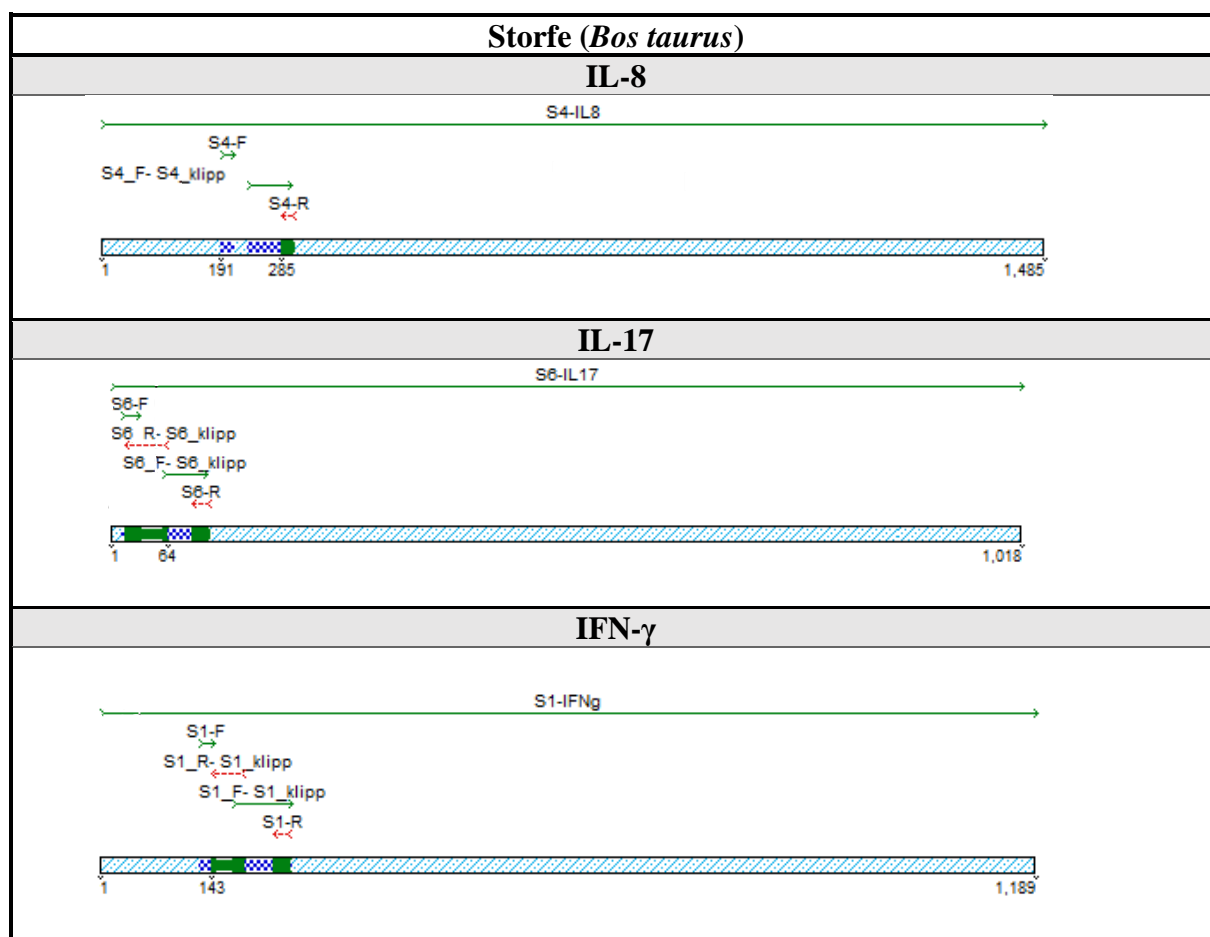 Storfe (Bos taurus)
IL-8
S4-IL8
S4-F
S4_F- S4_klipp
S4-R
1 191 285 1,485
IL-17
S6-IL17
S6-F
S6_R- S6_klipp
S6_F- S6_klipp
S6-R
1 64 1,018
IFN-γ
S1-IFNg
S1-F
S1_R- S1_klipp
S1_F- S1_klipp
S1-R
1 143 1,189